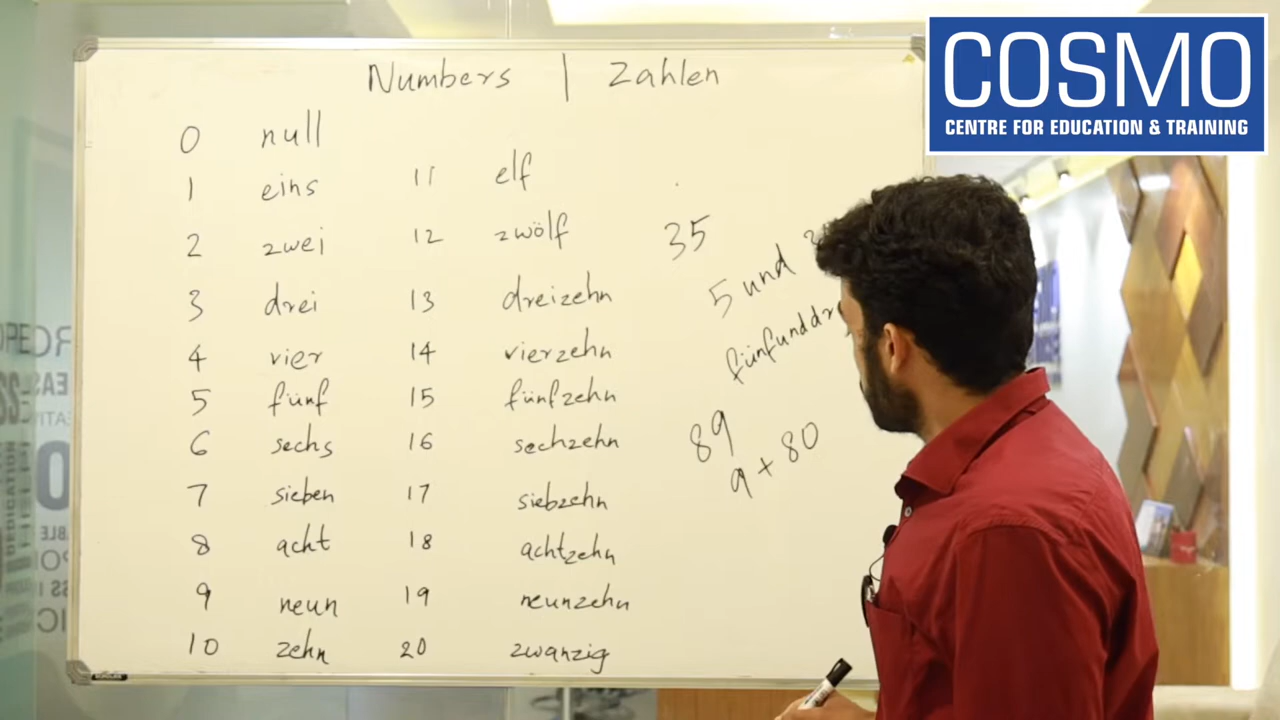 COSMO
CENTRE FOR EDUCATION & TRAINING
Numbers | Zahlen
0 null
1 eins 11 elf
2 zwei 12 zwölf
3 drei 13 dreizehn
4 vier 14 vierzehn
5 fünf 15 fünfzehn
6 sechs 16 sechzehn
7 sieben 17 siebzehn
8 acht 18 achtzehn
9 neun 19 neunzehn
10 zehn 20 zwanzig
35
5 und
fünfunddr
89
9 + 80